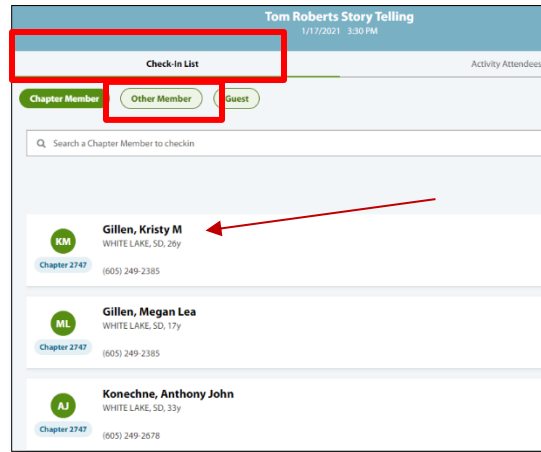 Tom Roberts Story Telling
1/17/2021 3:30 PM
Check-In List
Activity Attendees
Chapter Member
Other Member
Guest
Search a Chapter Member to checkin
KM
Gillen, Kristy M
WHITE LAKE, SD, 26y
Chapter 2747
(605) 249-2385
ML
Gillen, Megan Lea
WHITE LAKE, SD, 17y
Chapter 2747
(605) 249-2385
AJ
Konechne, Anthony John
WHITE LAKE, SD, 33y
Chapter 2747
(605) 249-2678